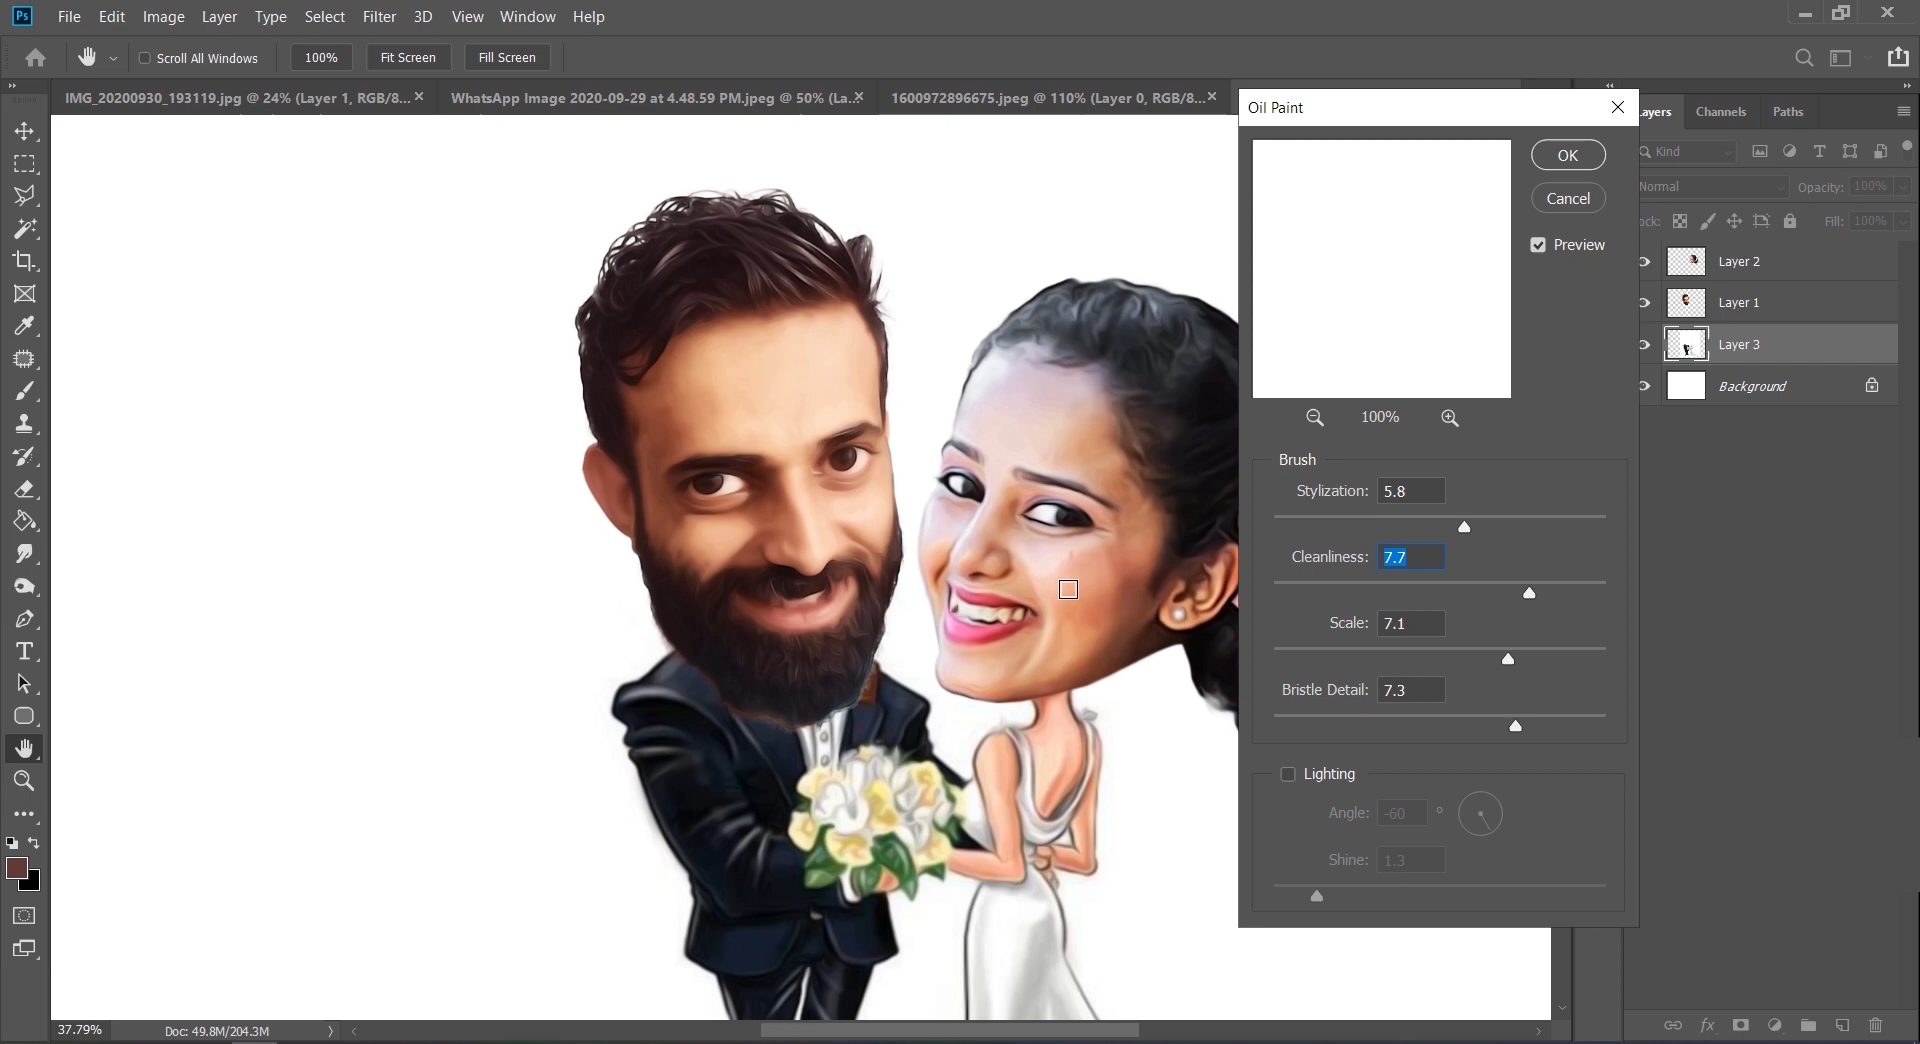 Ps File Edit Image Layer Type Select Filter 3D View Window Help
Scroll All Windows 100% Fit Screen Fill Screen
IMG_20200930_193119.jpg @ 24% (Layer 1, RGB/8... WhatsApp Image 2020-09-29 at 4.48.59 PM.jpeg @ 50% (La... 1600972896675.jpeg @ 110% (Layer 0, RGB/8...
Oil Paint
ayers Channels Paths
OK
Cancel
Preview
Kind
Normal Opacity: 100%
ock: Fill: 100%
Layer 2
Layer 1
Layer 3
Background
100%
Brush
Stylization: 5.8
Cleanliness: 7.7
Scale: 7.1
Bristle Detail: 7.3
Lighting
Angle: -60 °
Shine: 1.3
37.79% Doc: 49.8M/204.3M
fx